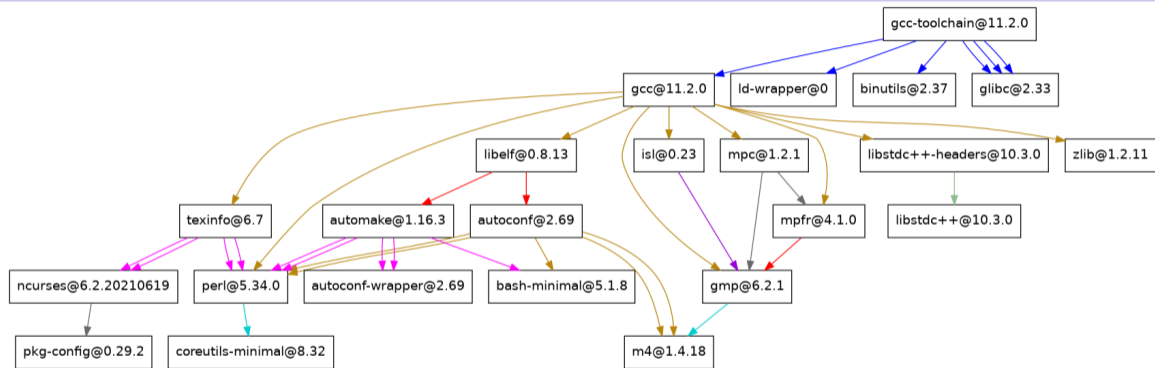 gcc-toolchain@11.2.0
gcc@11.2.0
ld-wrapper@0
binutils@2.37
glibc@2.33
libelf@0.8.13
isl@0.23
mpc@1.2.1
libstdc++-headers@10.3.0
zlib@1.2.11
texinfo@6.7
automake@1.16.3
autoconf@2.69
mpfr@4.1.0
libstdc++@10.3.0
ncurses@6.2.20210619
perl@5.34.0
autoconf-wrapper@2.69
bash-minimal@5.1.8
gmp@6.2.1
pkg-config@0.29.2
coreutils-minimal@8.32
m4@1.4.18